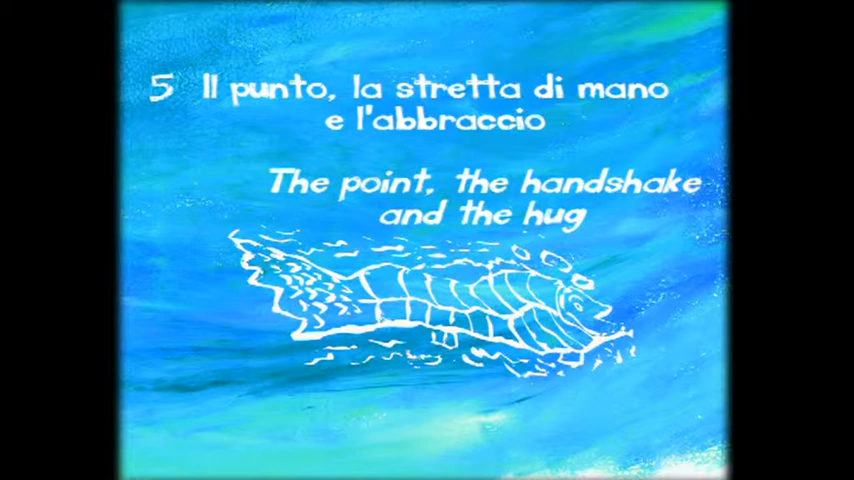 5 Il punto, la stretta di mano
e l'abbraccio
The point, the handshake
and the hug